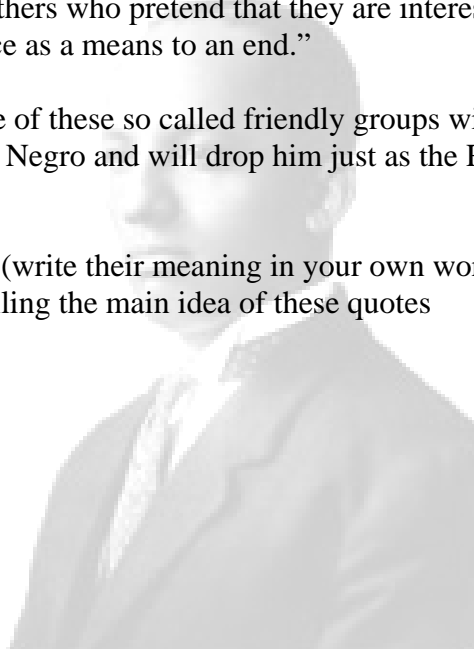 thers who pretend that they are interes
ce as a means to an end.”
e of these so called friendly groups wi
Negro and will drop him just as the
(write their meaning in your own wor
ling the main idea of these quotes